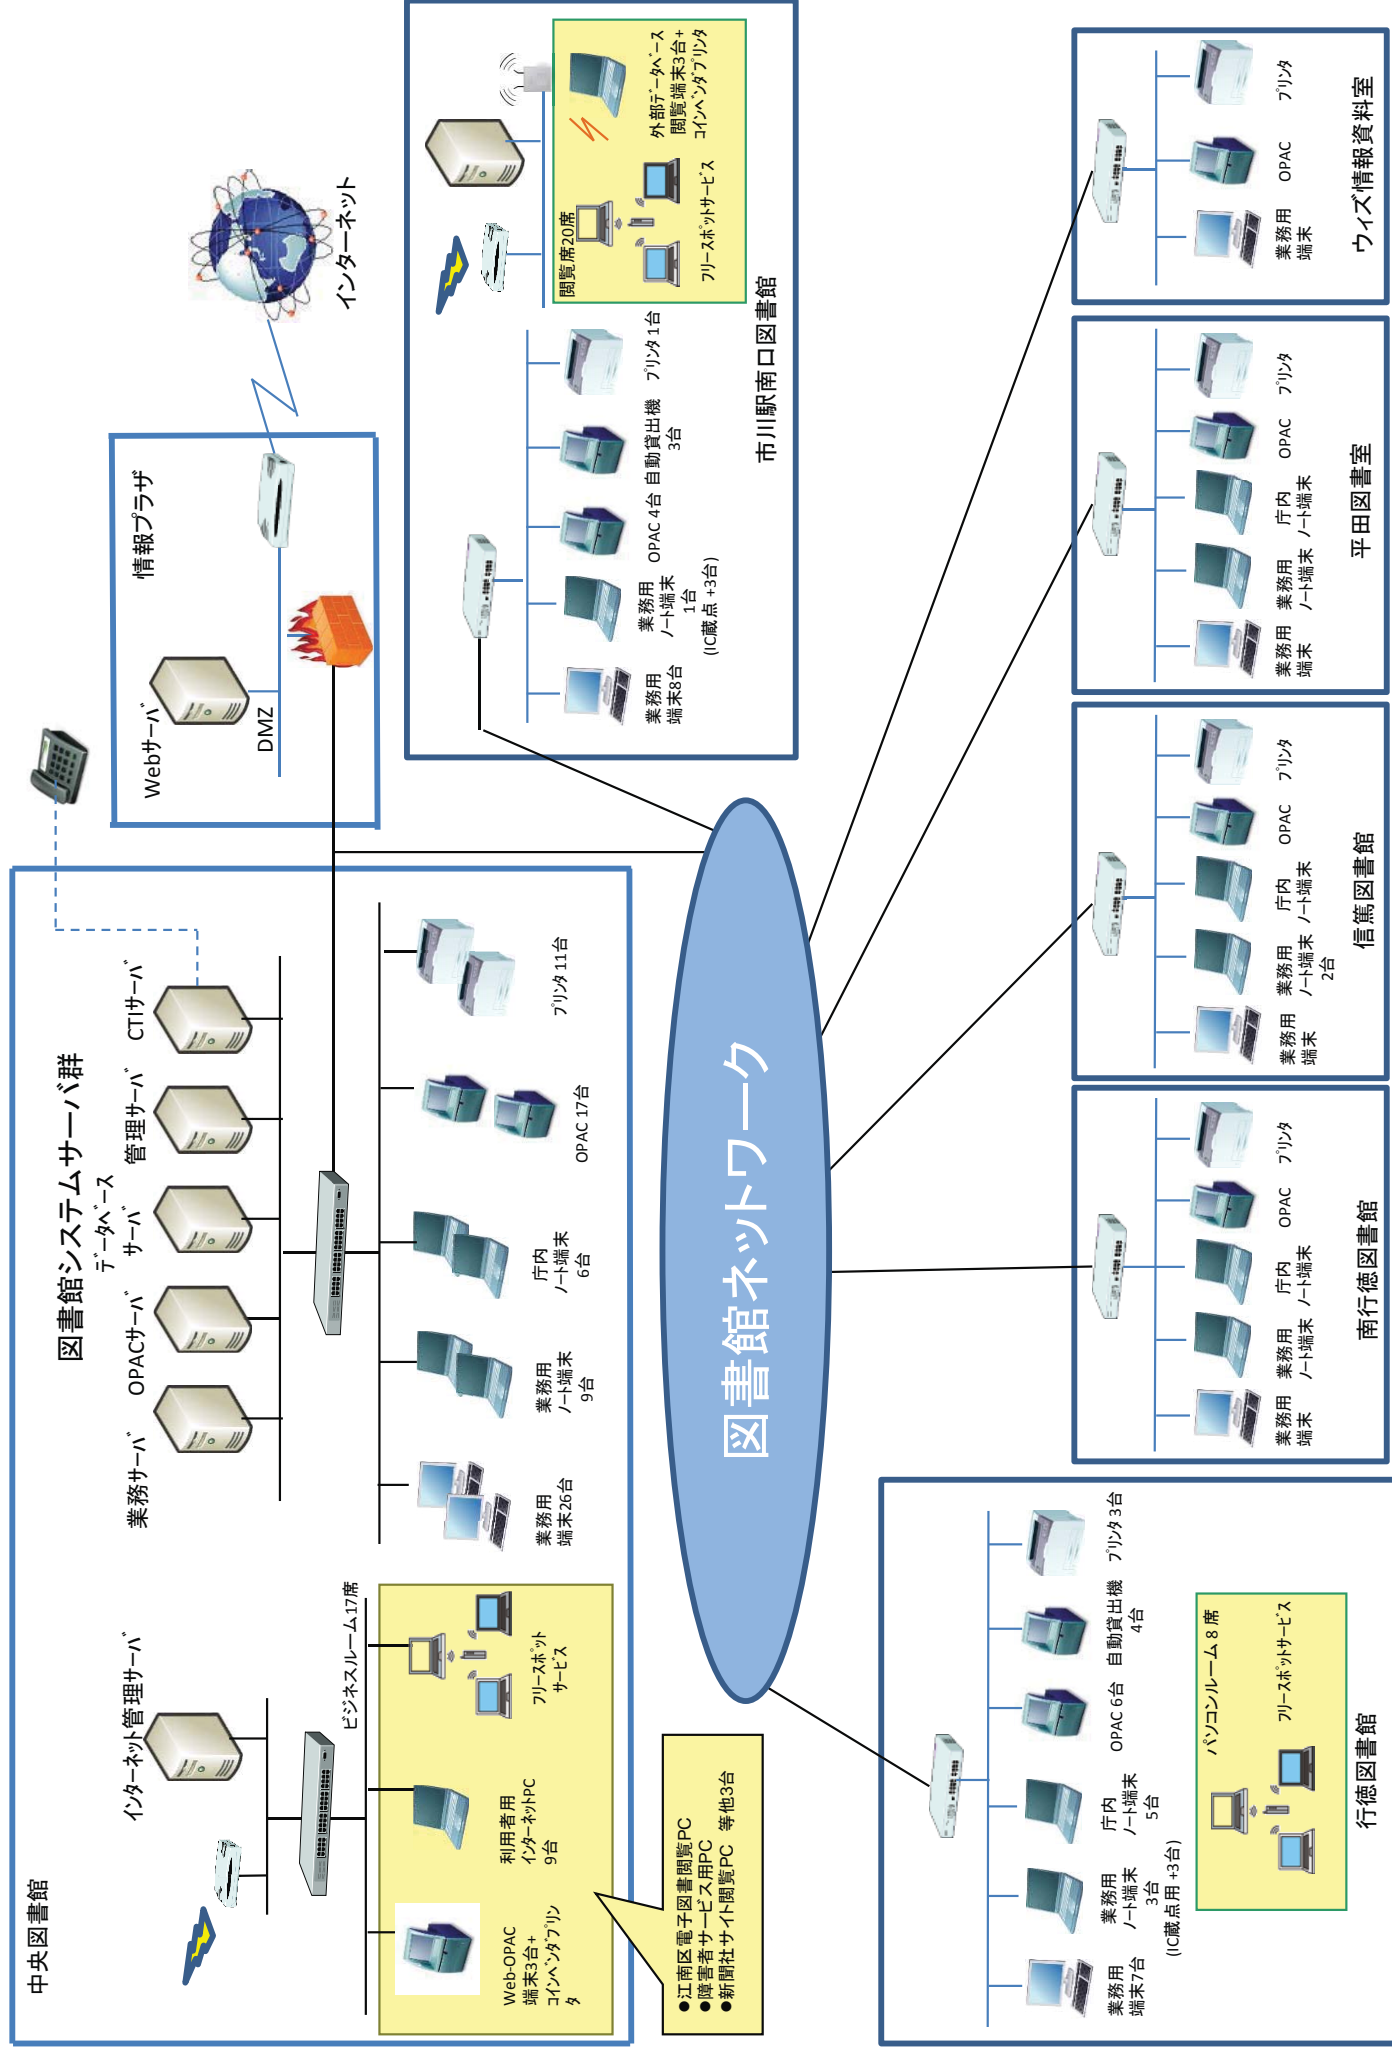 中央図書館
インターネット管理サーバ
ビジネスルーム17席
Web-OPAC
端末3台+
コインベンダプリン
タ
利用者用
インターネットPC
9台
フリースポット
サービス
●江南区電子図書閲覧PC
●障害者サービス用PC
●新聞社サイト閲覧PC 等他3台
図書館システムサーバ群
業務サーバ
OPACサーバ
データベース
サーバ
管理サーバ
CTIサーバ
業務用
端末26台
業務用
ノート端末
9台
庁内
ノート端末
6台
OPAC 17台
プリンタ 11台
情報プラザ
Webサーバ
DMZ
インターネット
市川駅南口図書館
業務用
端末8台
業務用
ノート端末
1台
(IC蔵点 +3台)
OPAC 4台
自動貸出機
3台
プリンタ 1台
閲覧席20席
フリースポットサービス
外部データベース
閲覧端末3台+
コインベンダプリンタ
図書館ネットワーク
行徳図書館
業務用
端末7台
業務用
ノート端末
3台
(IC蔵点用 +3台)
庁内
ノート端末
5台
OPAC 6台
自動貸出機
4台
プリンタ 3台
パソコンルーム 8 席
フリースポットサービス
南行徳図書館
業務用
端末
業務用
ノート端末
庁内
ノート端末
OPAC
プリンタ
信篤図書館
業務用
端末
業務用
ノート端末
2台
庁内
ノート端末
OPAC
プリンタ
平田図書室
業務用
端末
業務用
ノート端末
庁内
ノート端末
OPAC
プリンタ
ウィズ情報資料室
業務用
端末
OPAC
プリンタ